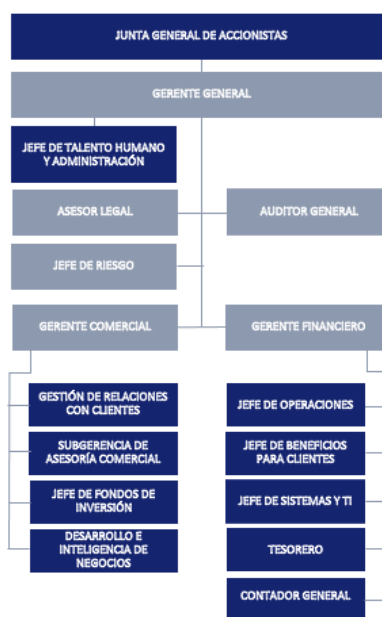 JUNTA GENERAL DE ACCIONISTAS
GERENTE GENERAL
JEFE DE TALENTO HUMANO
Y ADMINISTRACIÓN
ASESOR LEGAL
AUDITOR GENERAL
JEFE DE RIESGO
GERENTE COMERCIAL
GERENTE FINANCIERO
GESTIÓN DE RELACIONES
CON CLIENTES
SUBGERENCIA DE
ASESORÍA COMERCIAL
JEFE DE FONDOS DE
INVERSIÓN
DESARROLLO E
INTELIGENCIA DE
NEGOCIOS
JEFE DE OPERACIONES
JEFE DE BENEFICIOS
PARA CLIENTES
JEFE DE SISTEMAS Y TI
TESORERO
CONTADOR GENERAL